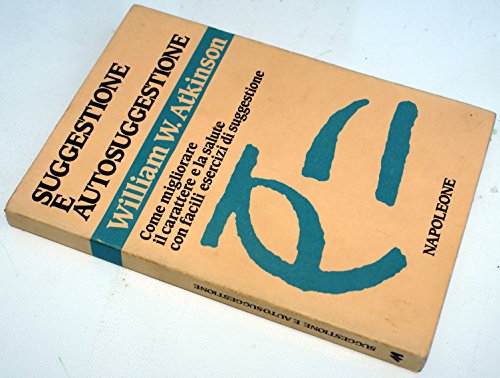 SUGGESTIONE
E
AUTOSUGGESTIONE
William W. Atkinson
Come migliorare
il carattere e la salute
con facili esercizi di suggestione
NAPOLEONE
SUGGESTIONE E AUTOSUGGESTIONE